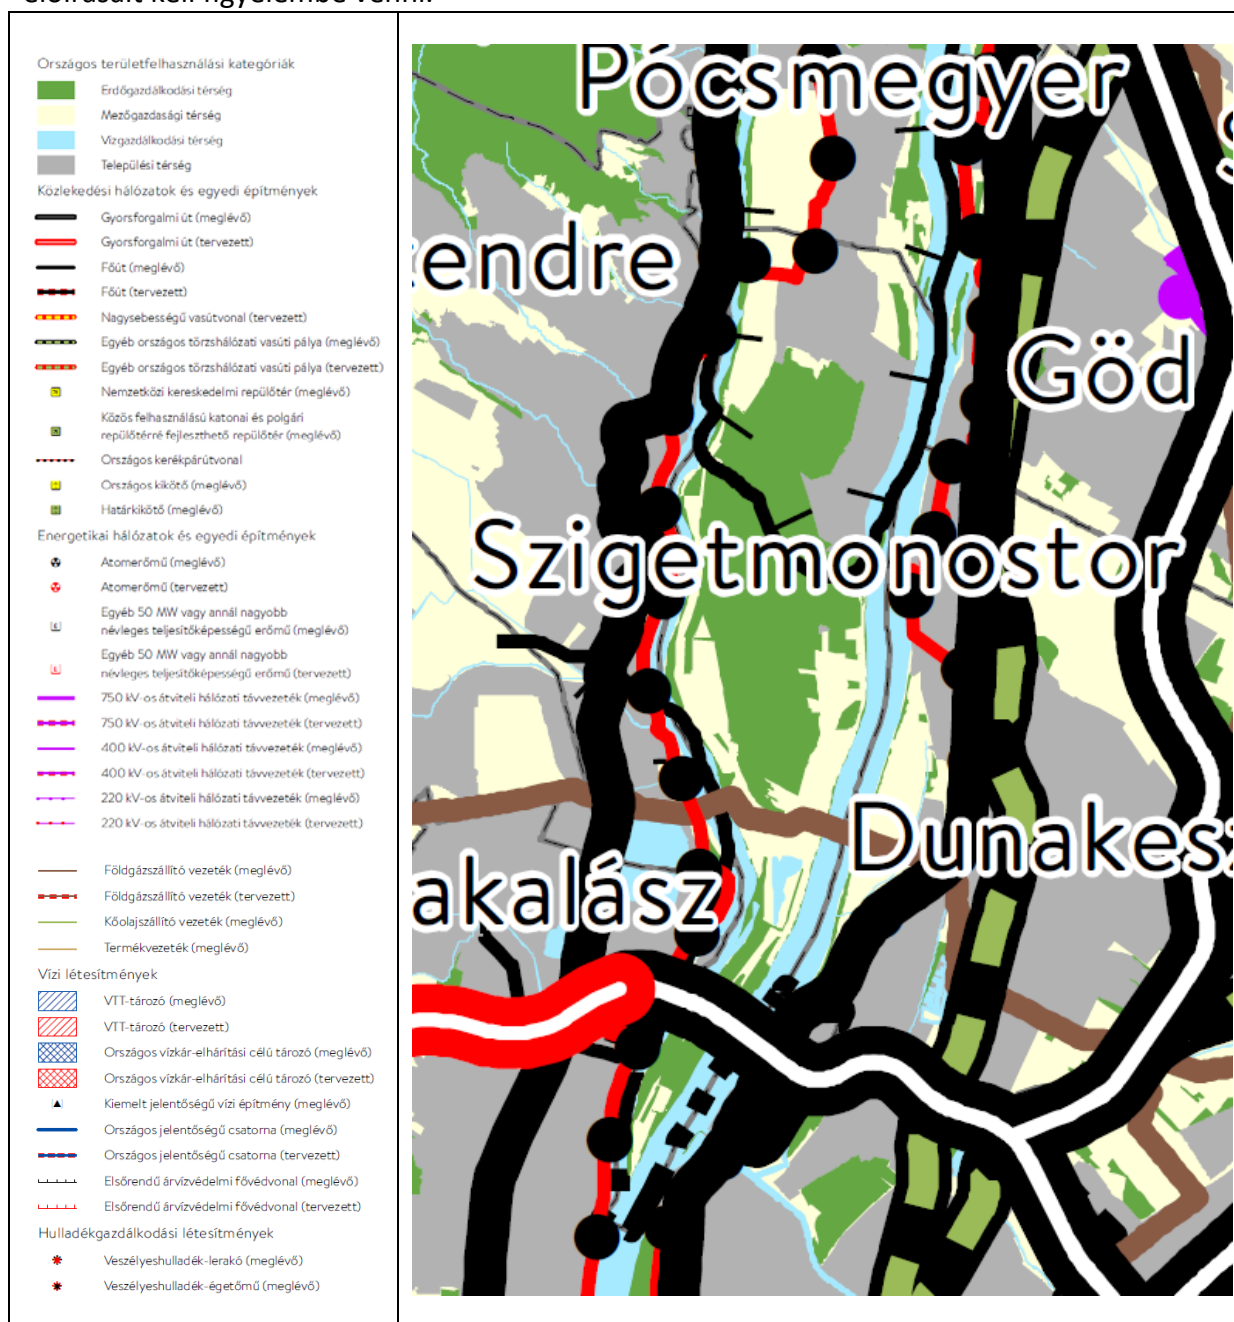 előírásait kell figyelembe venni.
Országos területfelhasználási kategóriák
Erdőgazdálkodási térség
Mezőgazdasági térség
Vízgazdálkodási térség
Települési térség
Közlekedési hálózatok és egyedi építmények
Gyorsforgalmi út (meglévő)
Gyorsforgalmi út (tervezett)
Főút (meglévő)
Főút (tervezett)
Nagysebességű vasútvonal (tervezett)
Egyéb országos törzshálózati vasúti pálya (meglévő)
Egyéb országos törzshálózati vasúti pálya (tervezett)
Nemzetközi kereskedelmi repülőtér (meglévő)
Közös felhasználású katonai és polgári
repülőtérré fejleszthető repülőtér (meglévő)
Országos kerékpárútvonal
Országos kikötő (meglévő)
Határkikötő (meglévő)
Energetikai hálózatok és egyedi építmények
Atomerőmű (meglévő)
Atomerőmű (tervezett)
Egyéb 50 MW vagy annál nagyobb
névleges teljesítőképességű erőmű (meglévő)
Egyéb 50 MW vagy annál nagyobb
névleges teljesítőképességű erőmű (tervezett)
750 kV-os átviteli hálózati távvezeték (meglévő)
750 kV-os átviteli hálózati távvezeték (tervezett)
400 kV-os átviteli hálózati távvezeték (meglévő)
400 kV-os átviteli hálózati távvezeték (tervezett)
220 kV-os átviteli hálózati távvezeték (meglévő)
220 kV-os átviteli hálózati távvezeték (tervezett)
Földgázszállító vezeték (meglévő)
Földgázszállító vezeték (tervezett)
Kőolajszállító vezeték (meglévő)
Termékvezeték (meglévő)
Vízi létesítmények
VTT-tározó (meglévő)
VTT-tározó (tervezett)
Országos vízkár-elhárítási célú tározó (meglévő)
Országos vízkár-elhárítási célú tározó (tervezett)
Kiemelt jelentőségű vízi építmény (meglévő)
Országos jelentőségű csatorna (meglévő)
Országos jelentőségű csatorna (tervezett)
Elsőrendű árvízvédelmi fővédvonal (meglévő)
Elsőrendű árvízvédelmi fővédvonal (tervezett)
Hulladékgazdálkodási létesítmények
Veszélyeshulladék-lerakó (meglévő)
Veszélyeshulladék-égetőmű (meglévő)
Pócsmegyer
endre
Göd
Szigetmonostor
Dunakesz
akalász